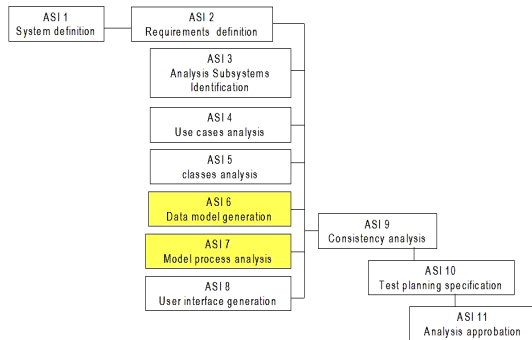 ASI 1
System definition
ASI 2
Requirements definition
ASI 3
Analysis Subsystems
Identification
ASI 4
Use cases analysis
ASI 5
classes analysis
ASI 6
Data model generation
ASI 7
Model process analysis
ASI 8
User interface generation
ASI 9
Consistency analysis
ASI 10
Test planning specification
ASI 11
Analysis approbation